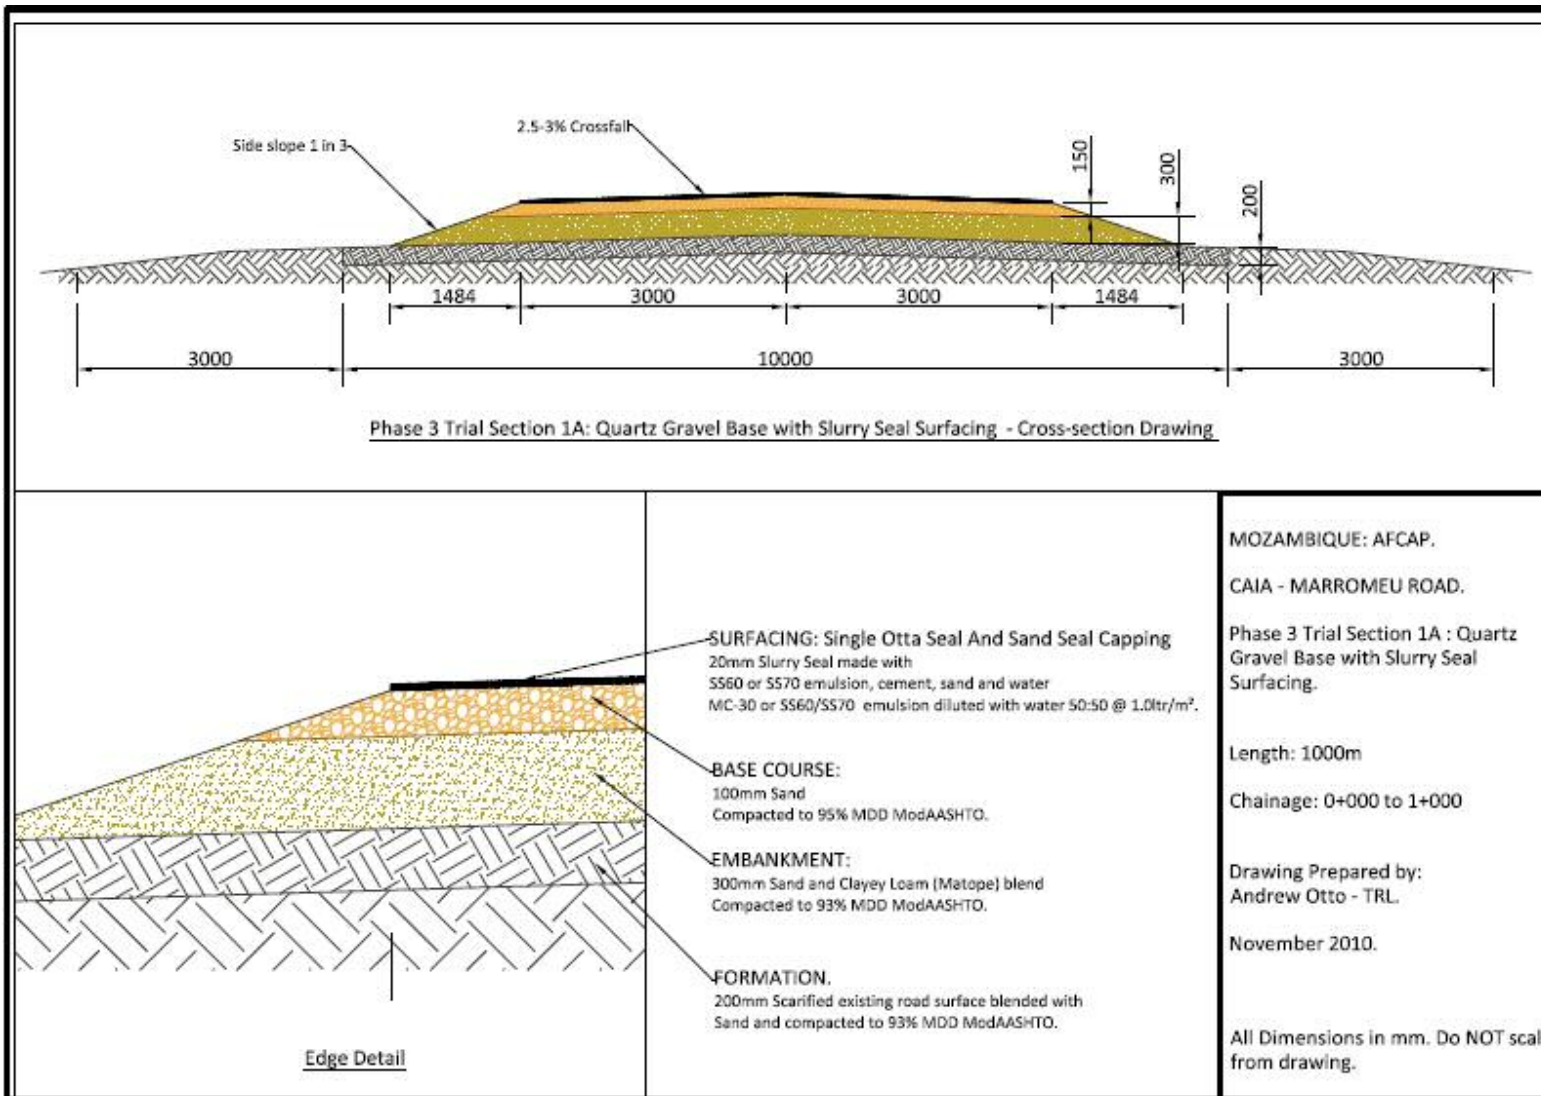 2.5-3% Crossfall
Side slope 1 in 3
150
300
200
1484
3000
3000
1484
3000
10000
3000
Phase 3 Trial Section 1A: Quartz Gravel Base with Slurry Seal Surfacing - Cross-section Drawing
SURFACING: Single Otta Seal And Sand Seal Capping
20mm Slurry Seal made with
SS60 or SS70 emulsion, cement, sand and water
MC-30 or SS60/SS70 emulsion diluted with water 50:50 @ 1.0ltr/m².
BASE COURSE:
100mm Sand
Compacted to 95% MDD ModAASHTO.
EMBANKMENT:
300mm Sand and Clayey Loam (Matope) blend
Compacted to 93% MDD ModAASHTO.
FORMATION.
200mm Scarified existing road surface blended with
Sand and compacted to 93% MDD ModAASHTO.
Edge Detail
MOZAMBIQUE: AFCAP.
CAIA - MARROMEU ROAD.
Phase 3 Trial Section 1A : Quartz
Gravel Base with Slurry Seal
Surfacing.
Length: 1000m
Chainage: 0+000 to 1+000
Drawing Prepared by:
Andrew Otto - TRL.
November 2010.
All Dimensions in mm. Do NOT scal
from drawing.